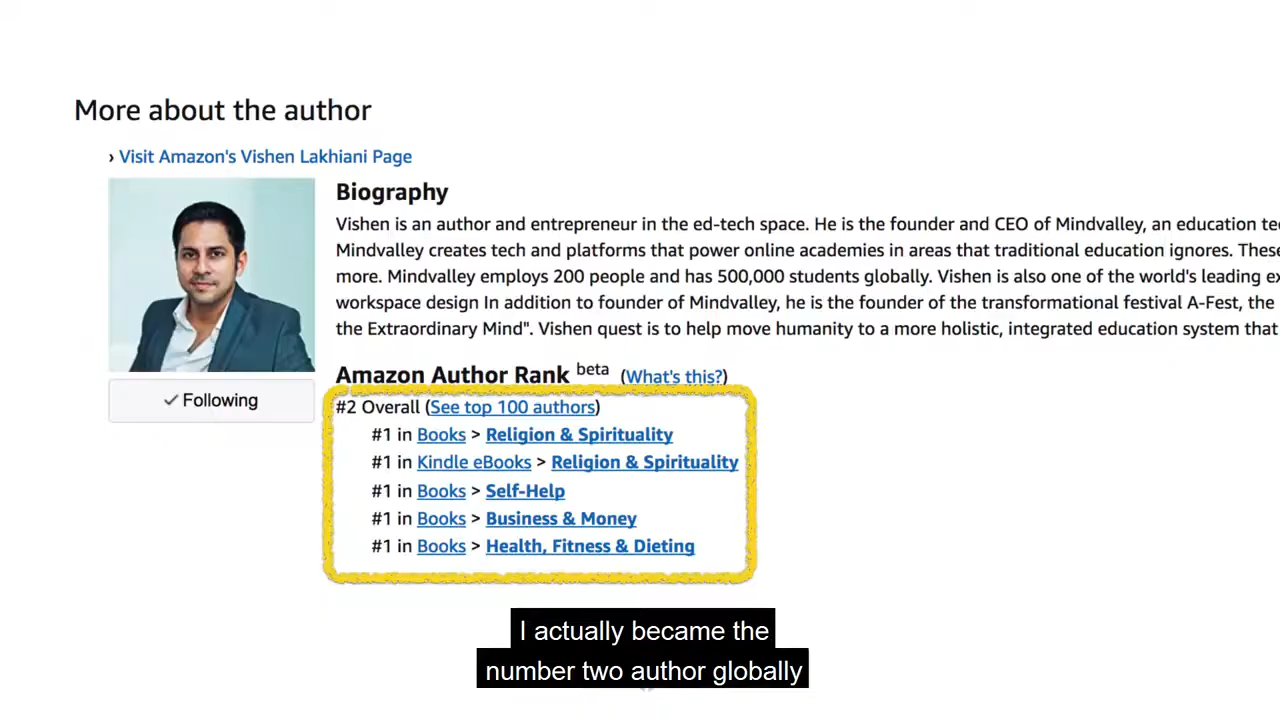 More about the author
› Visit Amazon's Vishen Lakhiani Page
Biography
Vishen is an author and entrepreneur in the ed-tech space. He is the founder and CEO of Mindvalley, an education
Mindvalley creates tech and platforms that power online academies in areas that traditional education ignores. These
more. Mindvalley employs 200 people and has 500,000 students globally. Vishen is also one of the world's leading
workspace design In addition to founder of Mindvalley, he is the founder of the transformational festival A-Fest, the
the Extraordinary Mind". Vishen quest is to help move humanity to a more holistic, integrated education system that
✓ Following
Amazon Author Rank beta (What's this?)
#2 Overall (See top 100 authors)
#1 in Books > Religion & Spirituality
#1 in Kindle eBooks > Religion & Spirituality
#1 in Books > Self-Help
#1 in Books > Business & Money
#1 in Books > Health, Fitness & Dieting
I actually became the
number two author globally